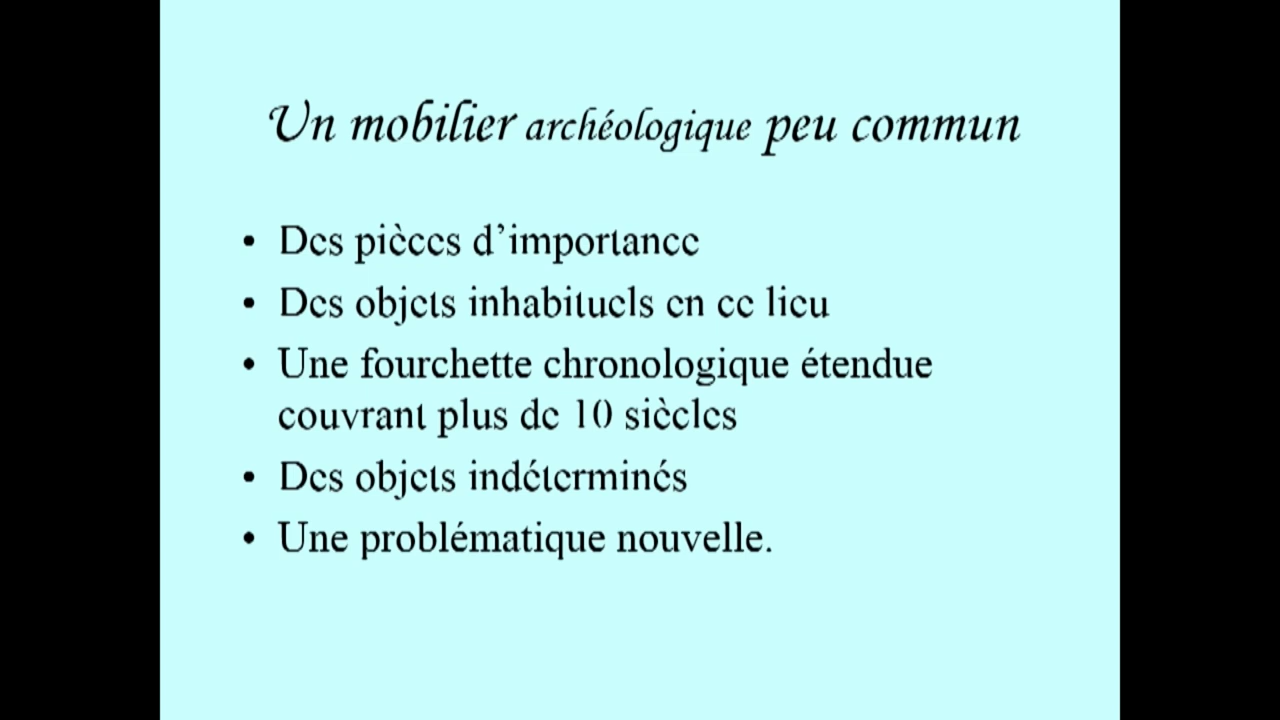 Un mobilier archéologique peu commun
• Des pièces d’importance
• Des objets inhabituels en ce lieu
• Une fourchette chronologique étendue
couvrant plus de 10 siècles
• Des objets indéterminés
• Une problématique nouvelle.